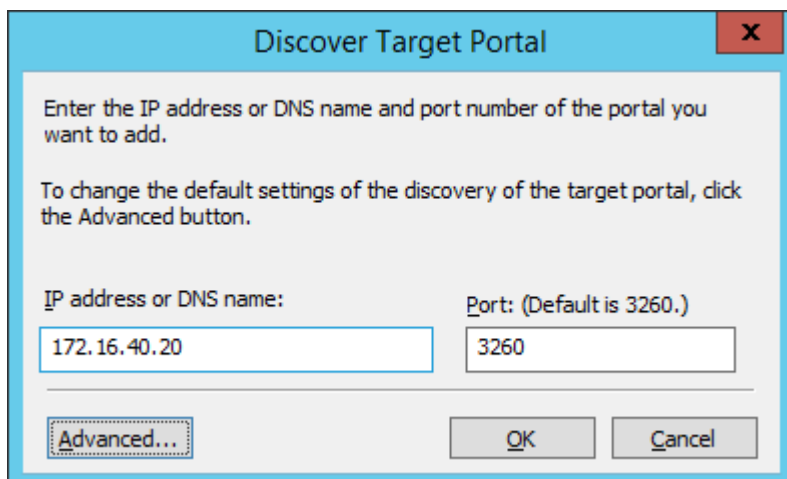 Discover Target Portal
x
Enter the IP address or DNS name and port number of the portal you
want to add.
To change the default settings of the discovery of the target portal, click
the Advanced button.
IP address or DNS name:
Port: (Default is 3260.)
172.16.40.20
3260
Advanced...
OK
Cancel